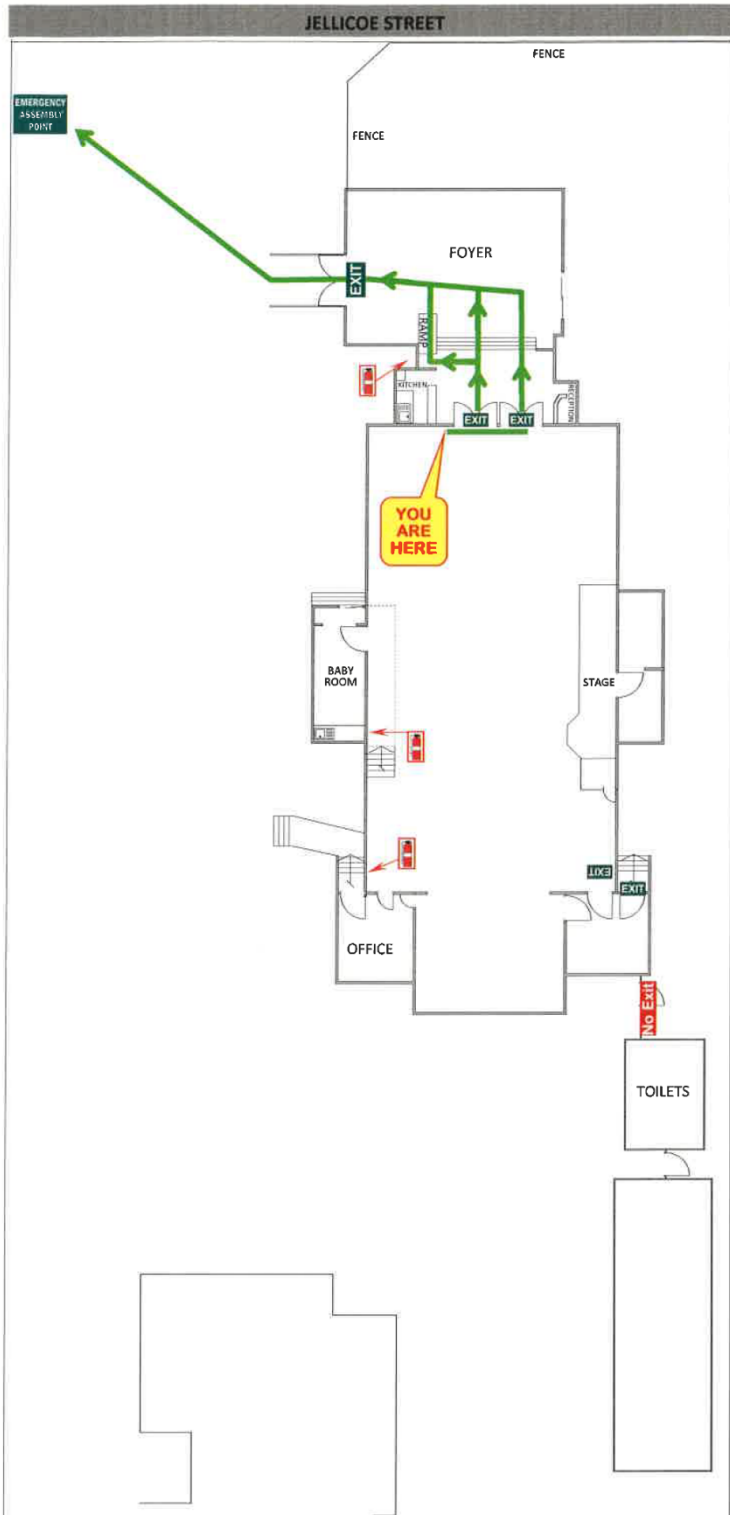 JELLICOE STREET
FENCE
EMERGENCY
ASSEMBLY
POINT
FENCE
FOYER
EXIT
RAMP
KITCHEN
RECEPTION
EXIT
EXIT
YOU
ARE
HERE
BABY
ROOM
STAGE
EXIT
EXIT
OFFICE
No Exit
TOILETS